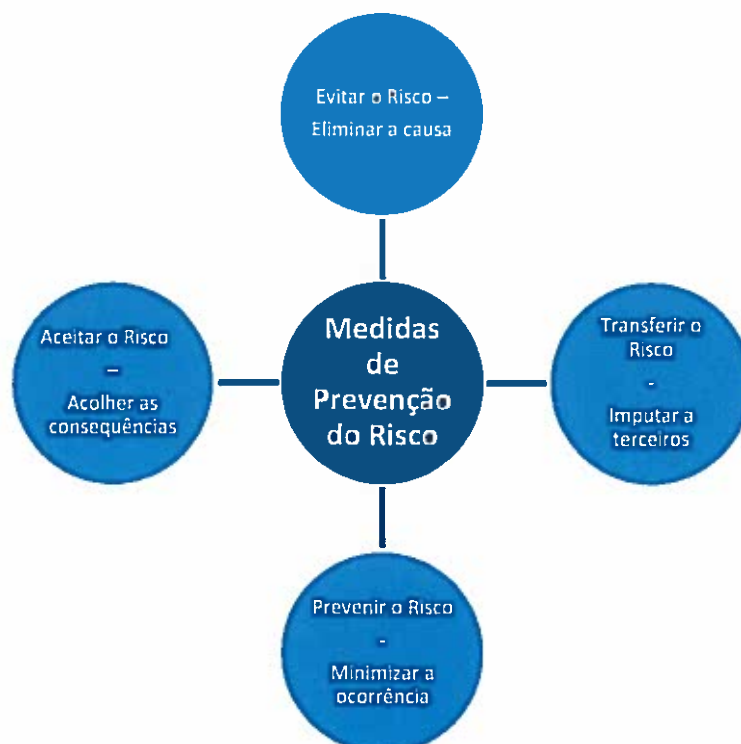 Evitar o Risco –
Eliminar a causa
Aceitar o Risco
–
Acolher as
consequências
Medidas
de
Prevenção
do Risco
Transferir o
Risco
-
Imputar a
terceiros
Prevenir o Risco
-
Minimizar a
ocorrência